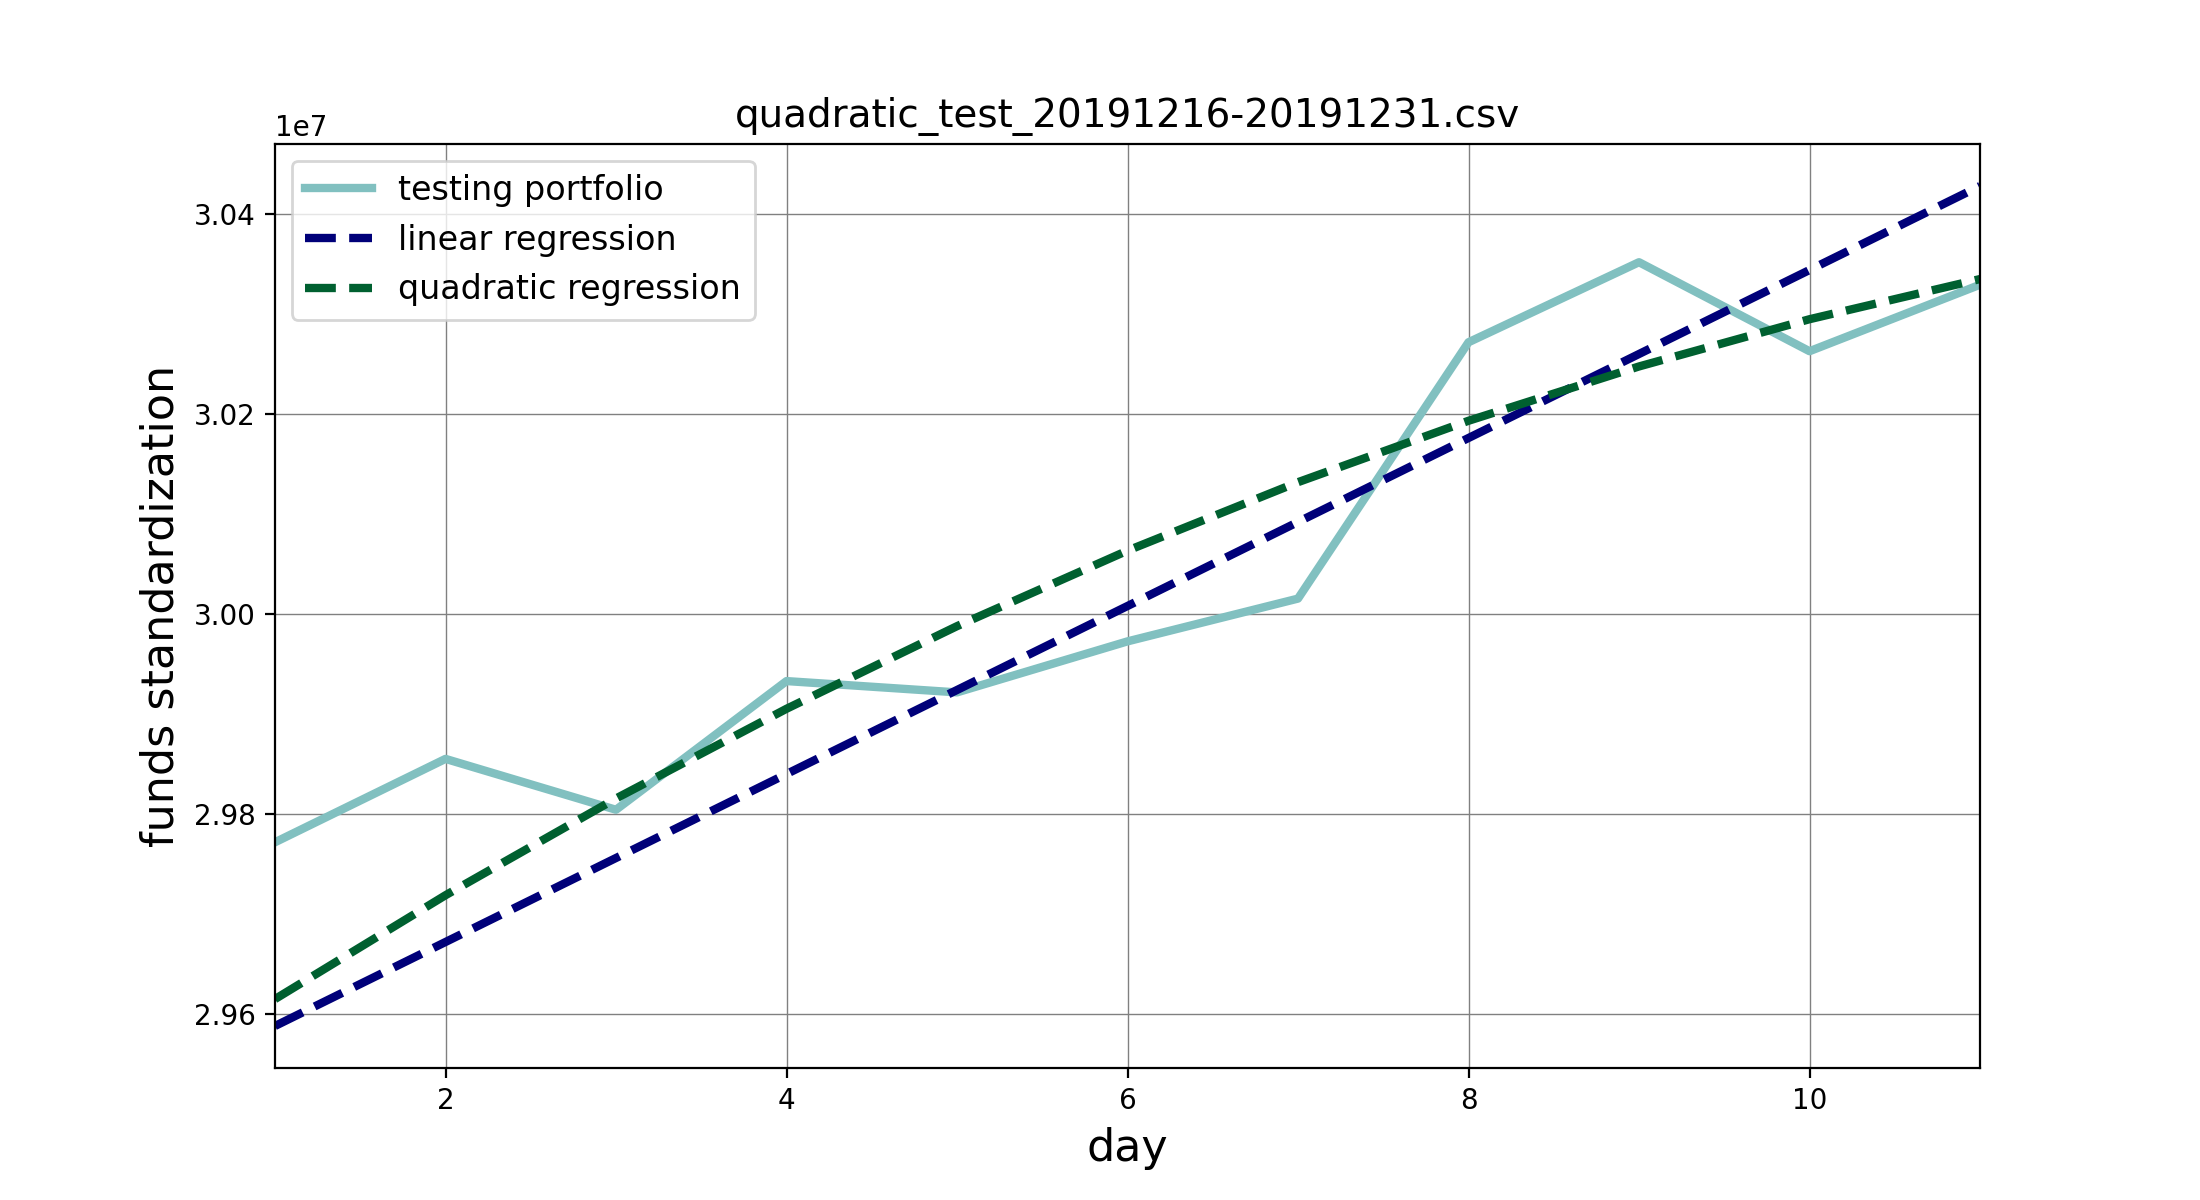 quadratic_test_20191216-20191231.csv
1e7
testing portfolio
linear regression
quadratic regression
3.04
3.02
3.00
2.98
2.96
funds standardization
2 4 6 8 10
day